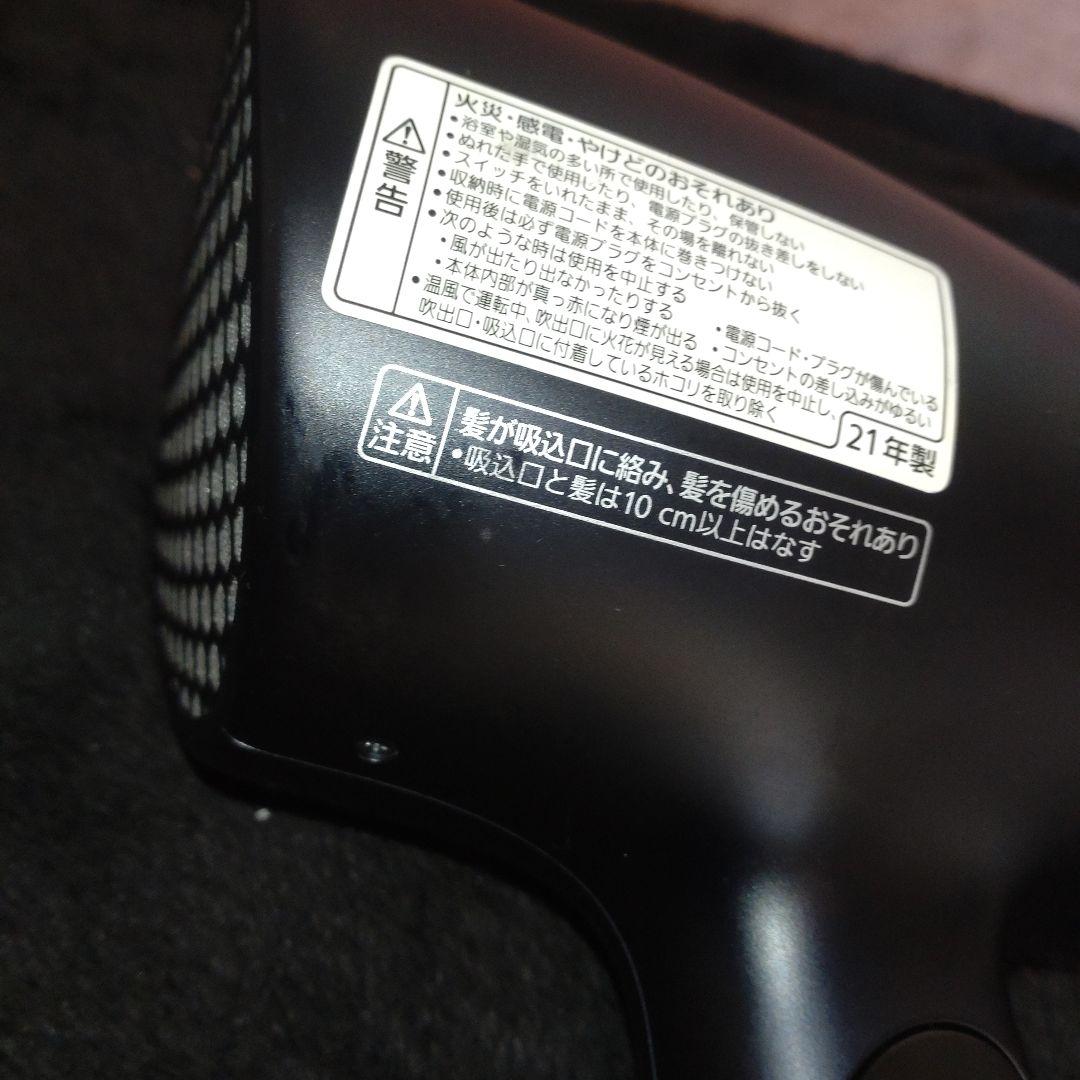 警告
火災・感電・やけどのおそれあり
•浴室や湿気の多い所で使用したり、保管しない
•ぬれた手で使用したり、電源プラグの抜き差しをしない
•スイッチをいれたまま、その場を離れない
•収納時に電源コードを本体に巻きつけない
•使用後は必ず電源プラグをコンセントから抜く
•次のような時は使用を中止する
•風が出たり出なかったりする •電源コード・プラグが傷んでいる
•本体内部が真っ赤になり煙が出る •コンセントの差し込みがゆるい
•温風で運転中、吹出口に火花が見える場合は使用を中止し、
吹出口・吸込口に付着しているホコリを取り除く
21年製
注意
髪が吸込口に絡み、髪を傷めるおそれあり
•吸込口と髪は10 cm以上はなす